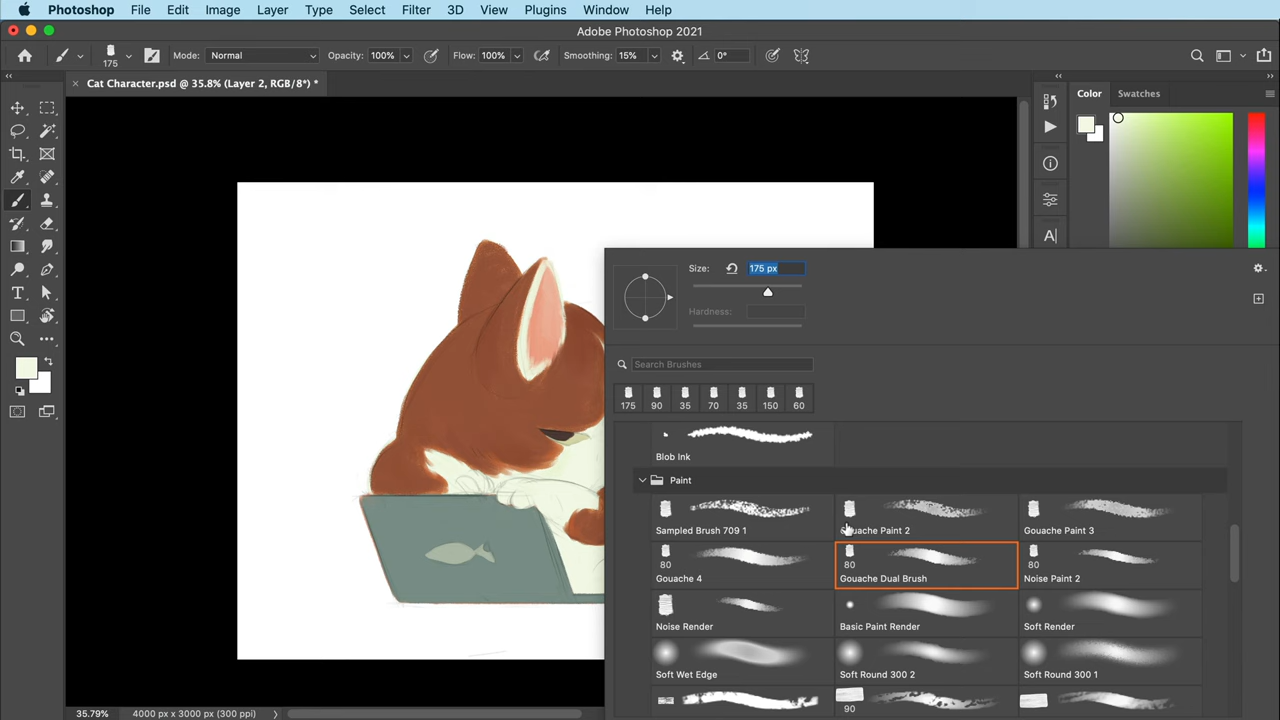 Photoshop File Edit Image Layer Type Select Filter 3D View Plugins Window Help
Adobe Photoshop 2021
175 Mode: Normal Opacity: 100% Flow: 100% Smoothing: 15% 0°
Cat Character.psd @ 35.8% (Layer 2, RGB/8*) *
Color Swatches
Size: 175 px
Hardness:
Search Brushes
175 90 35 70 35 150 60
Blob Ink
Paint
Sampled Brush 709 1 Gouache Paint 2 Gouache Paint 3
80 80 80
Gouache 4 Gouache Dual Brush Noise Paint 2
Noise Render Basic Paint Render Soft Render
Soft Wet Edge Soft Round 300 2 Soft Round 300 1
90
35.79% 4000 px x 3000 px (300 ppi)